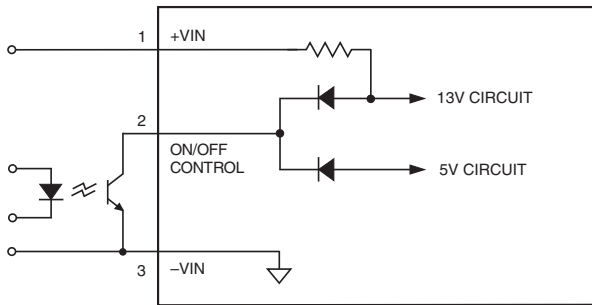 1 +VIN
13V CIRCUIT
2
ON/OFF
CONTROL
5V CIRCUIT
3 –VIN